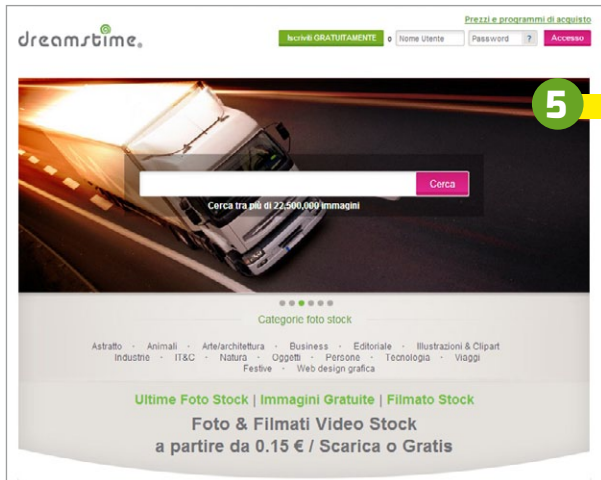 Prezzi e programmi di acquisto
dreamstime.
Iscriviti GRATUITAMENTE o Nome Utente Password ? Accesso
5
Cerca
Cerca tra più di 22,500,000 immagini
Categorie foto stock
Astratto - Animali - Arte/architettura - Business - Editoriale - Illustrazioni & Clipart
Industrie - IT&C - Natura - Oggetti - Persone - Tecnologia - Viaggi
Festive - Web design grafica
Ultime Foto Stock | Immagini Gratuite | Filmato Stock
Foto & Filmati Video Stock
a partire da 0.15 € / Scarica o Gratis